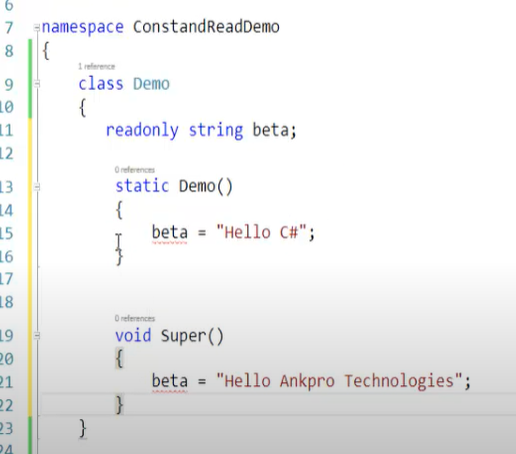 6
7 namespace ConstandReadDemo
8 {
1 reference
9 class Demo
10 {
11 readonly string beta;
12
0 references
13 static Demo()
14 {
15 beta = "Hello C#";
16 }
17
18
0 references
19 void Super()
20 {
21 beta = "Hello Ankpro Technologies";
22 }
23 }
24